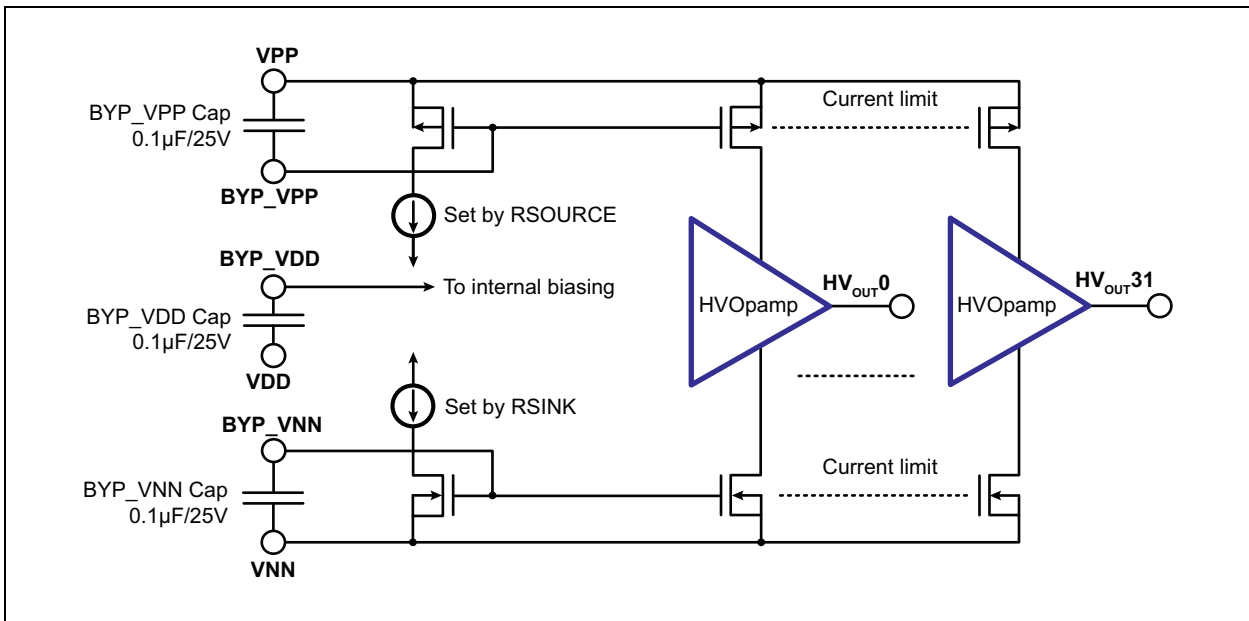 VPP
BYP_VPP Cap
0.1µF/25V
BYP_VPP
Current limit
Set by RSOURCE
BYP_VDD
To internal biasing
BYP_VDD Cap
0.1µF/25V
VDD
HVOpamp
HVOUT0
HVOpamp
HVOUT31
Set by RSINK
BYP_VNN
BYP_VNN Cap
0.1µF/25V
Current limit
VNN